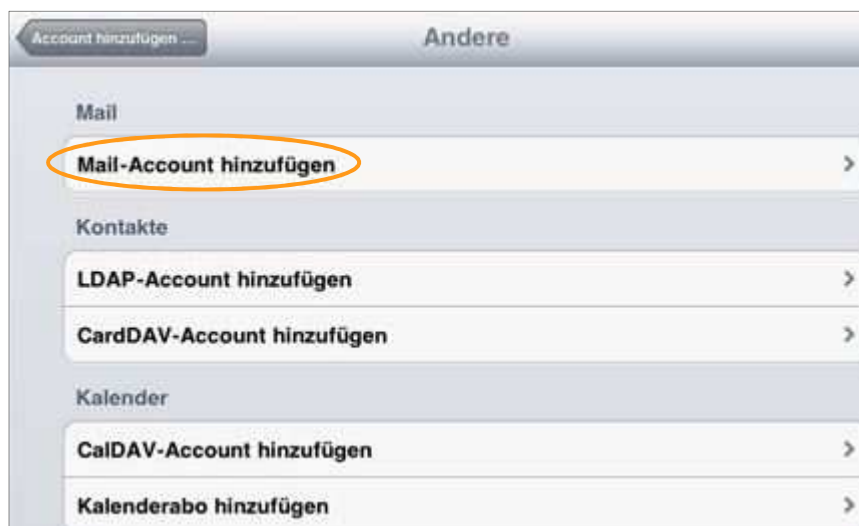 Account hinzufügen ...
Andere
Mail
Mail-Account hinzufügen
Kontakte
LDAP-Account hinzufügen
CardDAV-Account hinzufügen
Kalender
CalDAV-Account hinzufügen
Kalenderabo hinzufügen